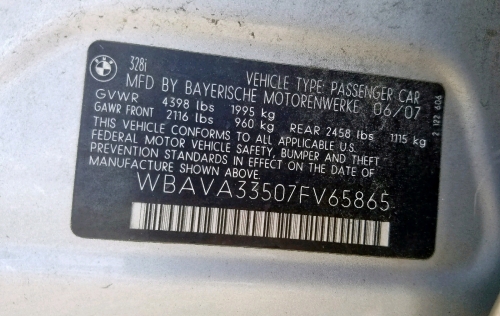 BMW
328i
VEHICLE TYPE: PASSENGER CAR
MFD BY BAYERISCHE MOTORENWERKE 06/07
GVWR 4398 lbs 1995 kg
GAWR FRONT 2116 lbs 960 kg REAR 2458 lbs 1115 kg
THIS VEHICLE CONFORMS TO ALL APPLICABLE U.S.
FEDERAL MOTOR VEHICLE SAFETY, BUMPER AND THEFT
PREVENTION STANDARDS IN EFFECT ON THE DATE OF
MANUFACTURE SHOWN ABOVE.
WBAVA33507FV65865
2 122 606